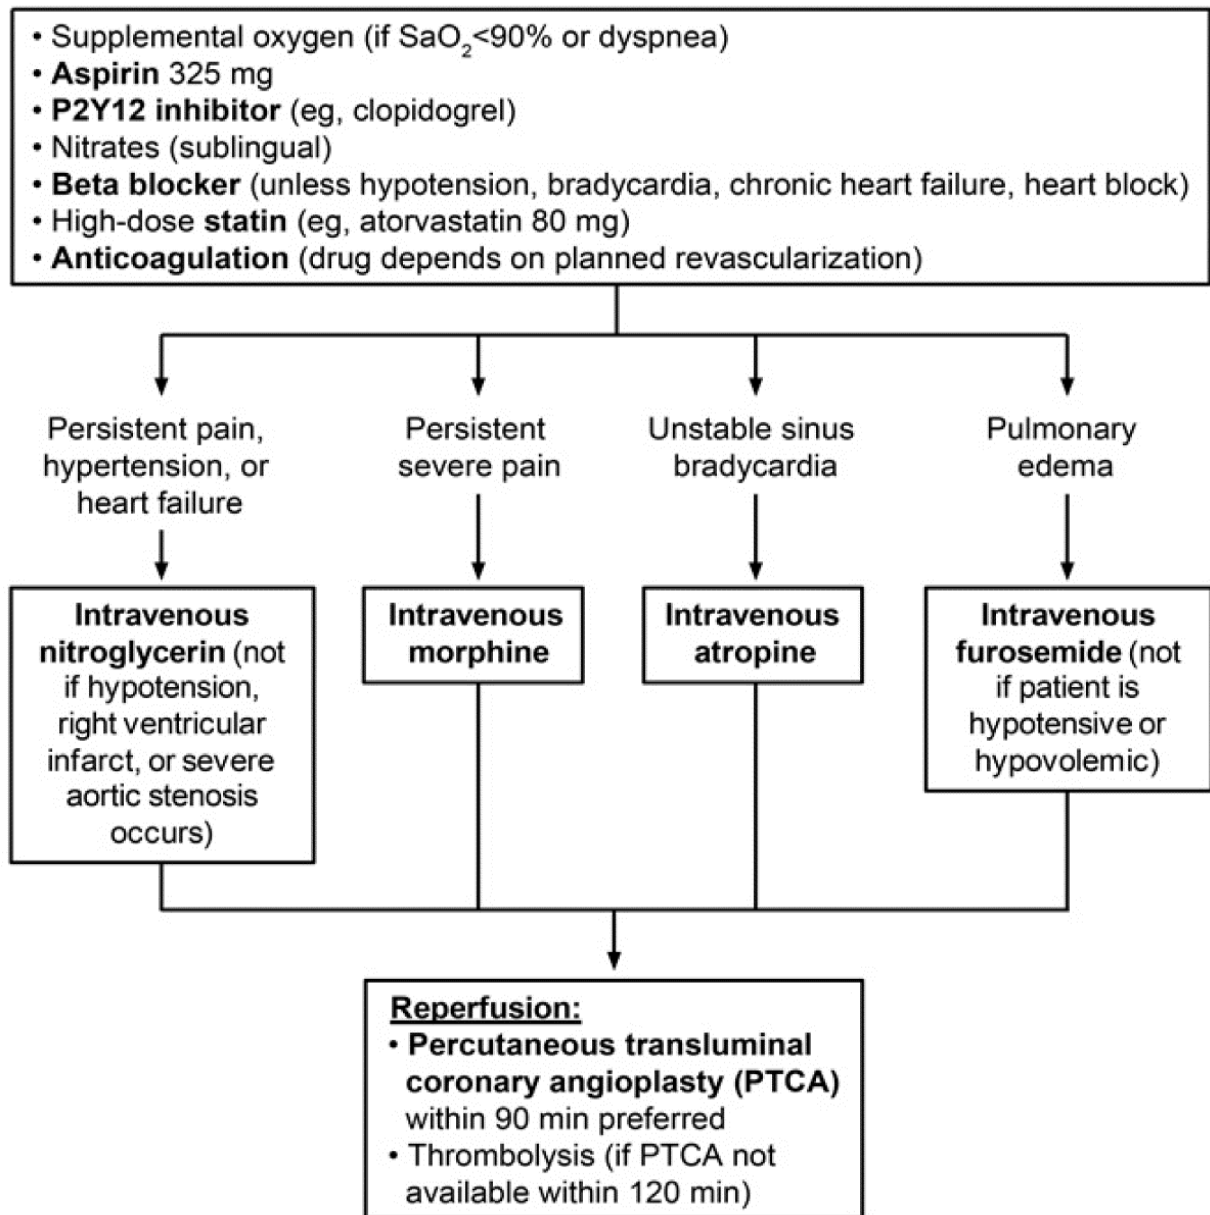 • Supplemental oxygen (if SaO₂<90% or dyspnea)
• Aspirin 325 mg
• P2Y12 inhibitor (eg, clopidogrel)
• Nitrates (sublingual)
• Beta blocker (unless hypotension, bradycardia, chronic heart failure, heart block)
• High-dose statin (eg, atorvastatin 80 mg)
• Anticoagulation (drug depends on planned revascularization)
Persistent pain,
hypertension, or
heart failure
Persistent
severe pain
Unstable sinus
bradycardia
Pulmonary
edema
Intravenous
nitroglycerin (not
if hypotension,
right ventricular
infarct, or severe
aortic stenosis
occurs)
Intravenous
morphine
Intravenous
atropine
Intravenous
furosemide (not
if patient is
hypotensive or
hypovolemic)
Reperfusion:
• Percutaneous transluminal
coronary angioplasty (PTCA)
within 90 min preferred
• Thrombolysis (if PTCA not
available within 120 min)